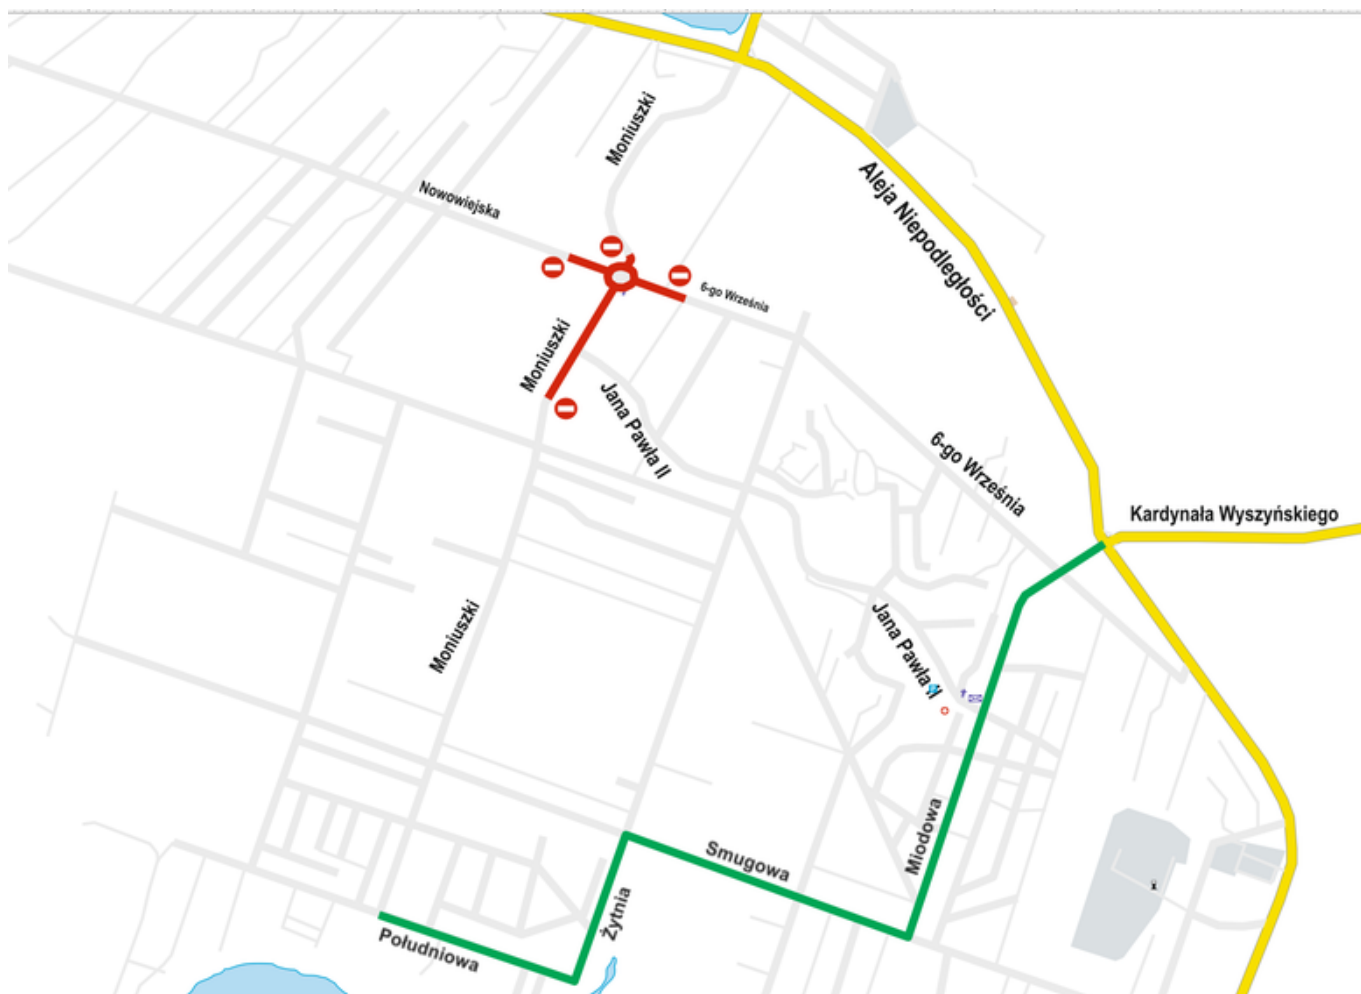 Moniuszki
Aleja Niepodległości
Nowowiejska
6-go Września
Moniuszki
Jana Pawła II
6-go Września
Kardynała Wyszyńskiego
Moniuszki
Jana Pawła II
Miodowa
Smugowa
Żytnia
Południowa